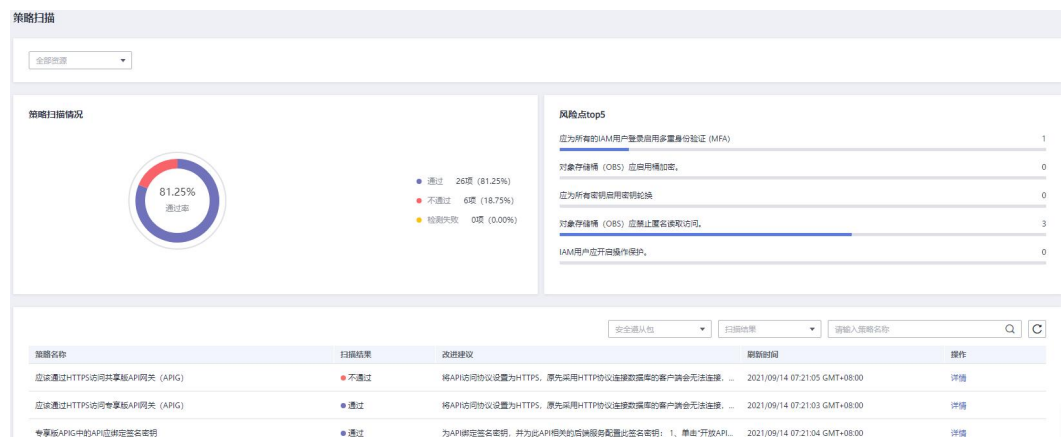 策略扫描
全部资源
策略扫描情况
81.25%
通过率
通过 26项 (81.25%)
不通过 6项 (18.75%)
检测失败 0项 (0.00%)
风险点top5
应为所有的IAM用户登录启用多重身份验证 (MFA) 1
对象存储桶 (OBS) 应启用桶加密。 0
应为所有密钥启用密钥轮换 0
对象存储桶 (OBS) 应禁止匿名读取访问。 3
IAM用户应开启操作保护。 0
安全遵从包 扫描结果 请输入策略名称
策略名称 扫描结果 改进建议 刷新时间 操作
应该通过HTTPS访问共享版API网关 (APIG) 不通过 将API访问协议设置为HTTPS，原先采用HTTP协议连接数据库的客户端会无法连接， ... 2021/09/14 07:21:05 GMT+08:00 详情
应该通过HTTPS访问专享版API网关 (APIG) 通过 将API访问协议设置为HTTPS，原先采用HTTP协议连接数据库的客户端会无法连接， ... 2021/09/14 07:21:03 GMT+08:00 详情
专享版APIG中的API应绑定签名密钥 通过 为API绑定签名密钥，并为此API相关的后端服务配置此签名密钥： 1、单击“开放API... 2021/09/14 07:21:04 GMT+08:00 详情